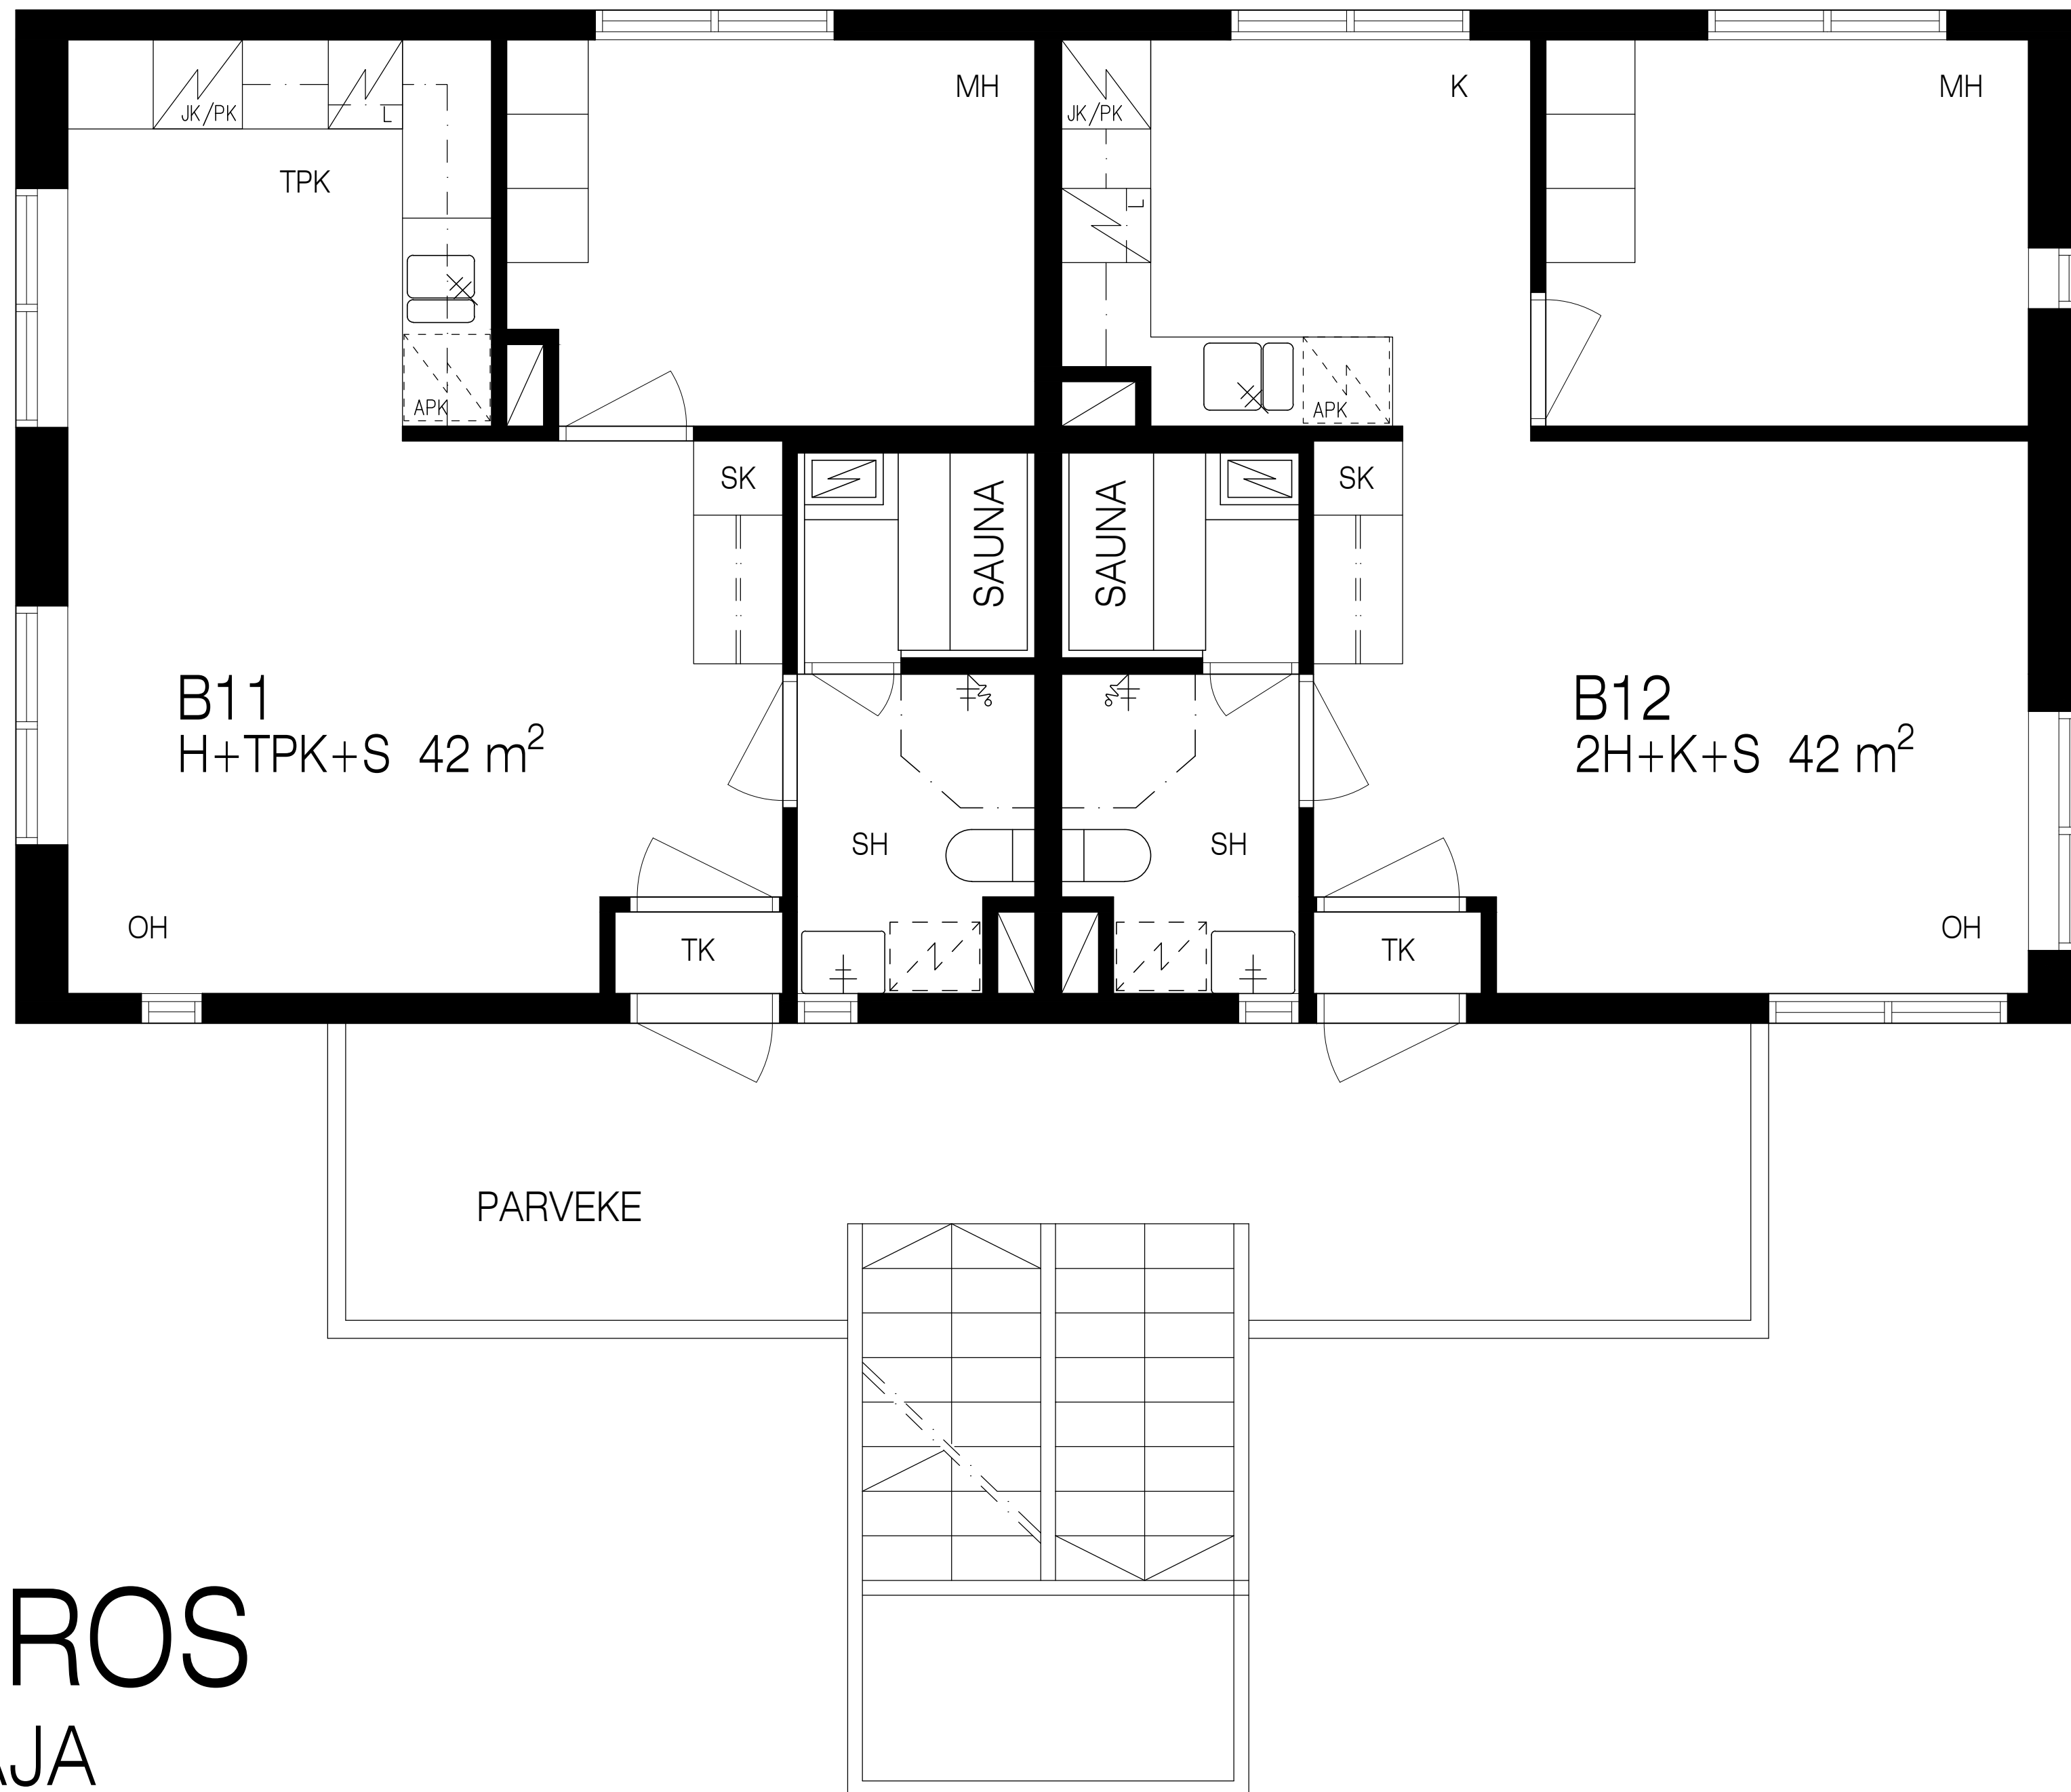 MH
K
MH
JK/PK
L
JK/PK
L
TPK
APK
APK
SK
SAUNA
SAUNA
SK
B11
H+TPK+S 42 m²
B12
2H+K+S 42 m²
SH
SH
OH
TK
TK
OH
PARVEKE
ROS
AJA